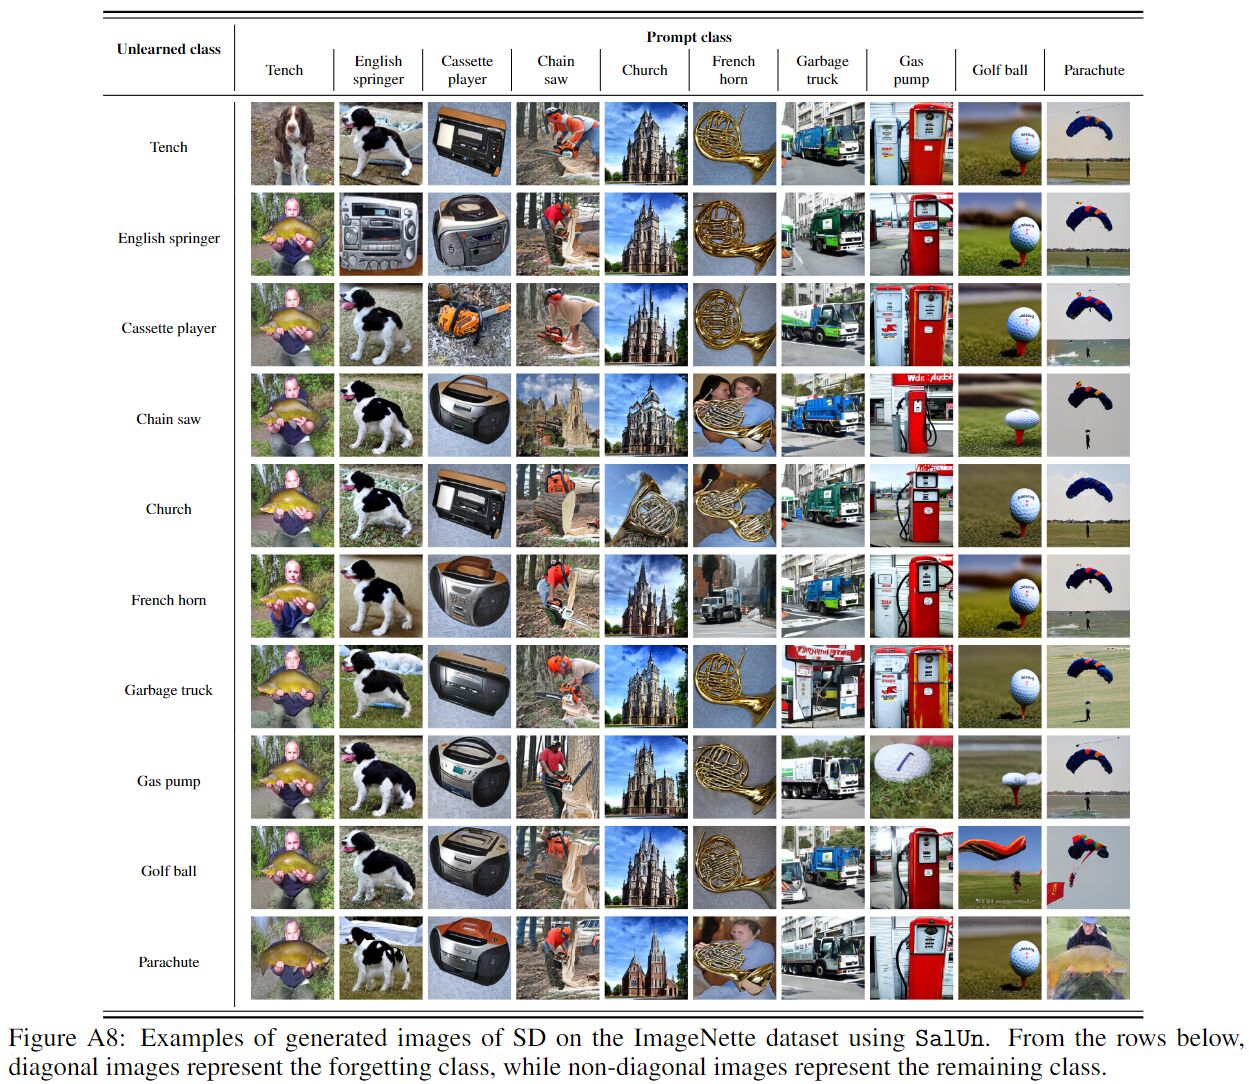 Unlearned class
Prompt class
Tench
English springer
Cassette player
Chain saw
Church
French horn
Garbage truck
Gas pump
Golf ball
Parachute
Tench
English springer
Cassette player
Chain saw
Church
French horn
Garbage truck
Gas pump
Golf ball
Parachute
Figure A8: Examples of generated images of SD on the ImageNette dataset using SalUn. From the rows below,
diagonal images represent the forgetting class, while non-diagonal images represent the remaining class.